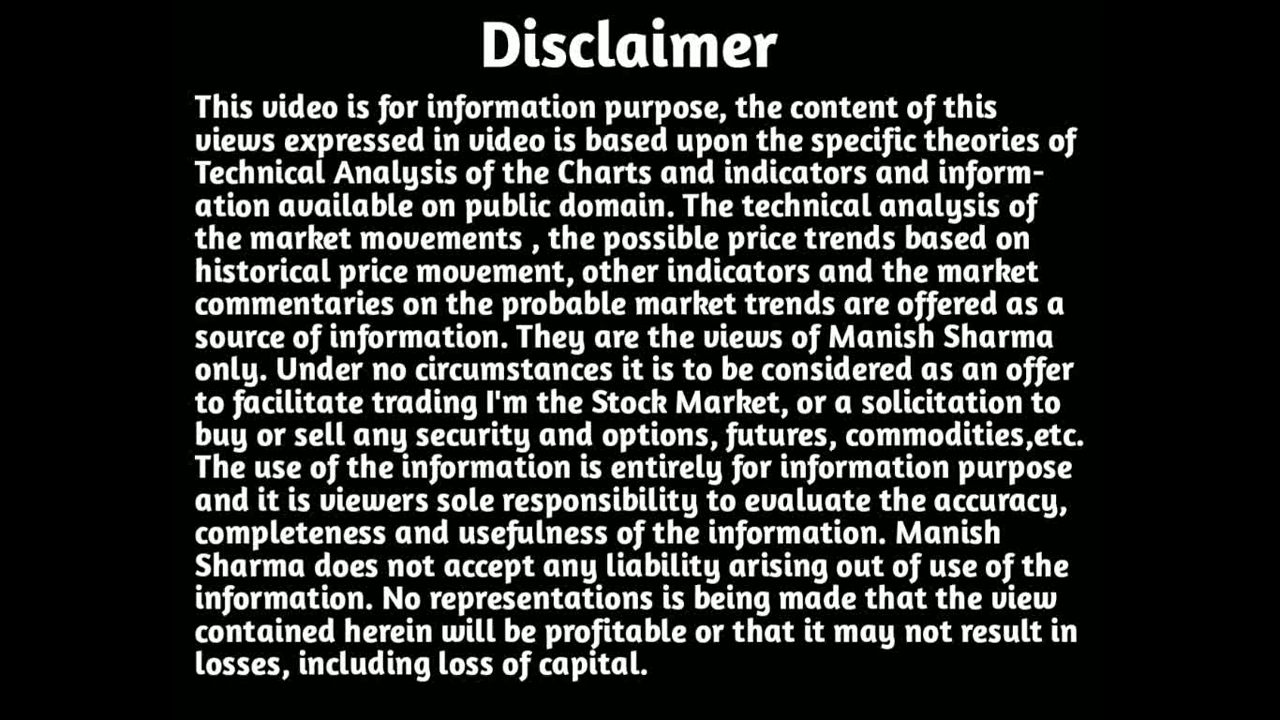 Disclaimer
This video is for information purpose, the content of this
views expressed in video is based upon the specific theories of
Technical Analysis of the Charts and indicators and inform-
ation available on public domain. The technical analysis of
the market movements , the possible price trends based on
historical price movement, other indicators and the market
commentaries on the probable market trends are offered as a
source of information. They are the views of Manish Sharma
only. Under no circumstances it is to be considered as an offer
to facilitate trading I'm the Stock Market, or a solicitation to
buy or sell any security and options, futures, commodities,etc.
The use of the information is entirely for information purpose
and it is viewers sole responsibility to evaluate the accuracy,
completeness and usefulness of the information. Manish
Sharma does not accept any liability arising out of use of the
information. No representations is being made that the view
contained herein will be profitable or that it may not result in
losses, including loss of capital.